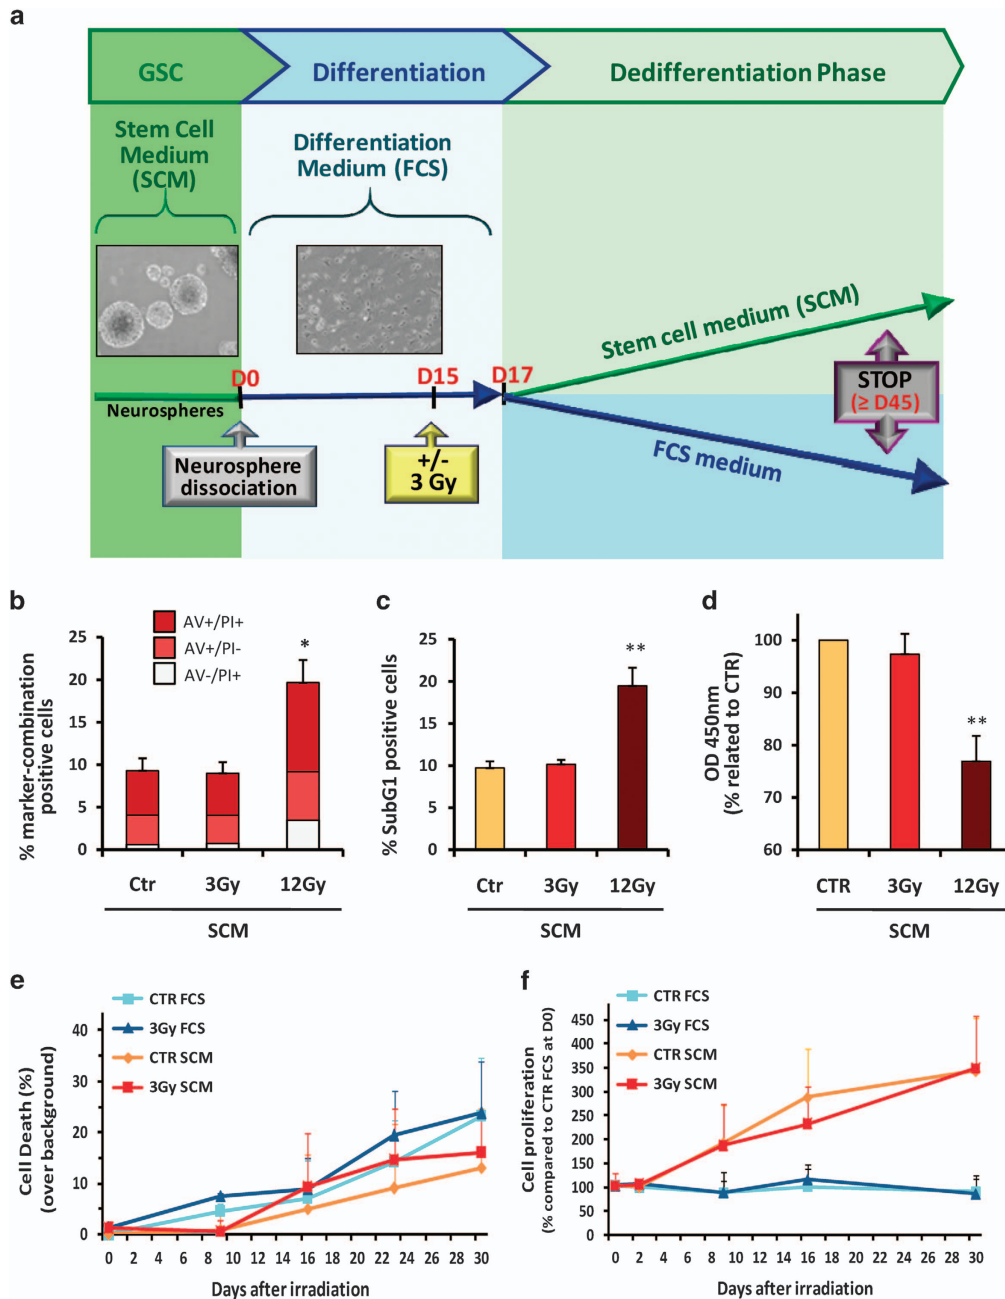 a
GSC
Differentiation
Dedifferentiation Phase
Stem Cell
Medium
(SCM)
Differentiation
Medium (FCS)
Stem cell medium (SCM)
D0
D15
D17
Neurospheres
STOP
(≥ D45)
Neurosphere
dissociation
+/-
3 Gy
FCS medium
b
AV+/PI+
AV+/PI-
AV-/PI+
% marker-combination
positive cells
25
20
15
10
5
0
*
Ctr
3Gy
12Gy
SCM
c
% SubG1 positive cells
25
20
15
10
5
0
**
Ctr
3Gy
12Gy
SCM
d
OD 450nm
(% related to CTR)
100
90
80
70
60
**
CTR
3Gy
12Gy
SCM
e
CTR FCS
3Gy FCS
CTR SCM
3Gy SCM
Cell Death (%)
(over background)
40
30
20
10
0
0 2 4 6 8 10 12 14 16 18 22 24 26 28 30
Days after irradiation
f
CTR FCS
3Gy FCS
CTR SCM
3Gy SCM
Cell proliferation
(% compared to CTR FCS at D0)
450
400
350
300
250
200
150
100
50
0
0 2 4 6 8 10 12 14 16 18 22 24 26 28 30
Days after irradiation